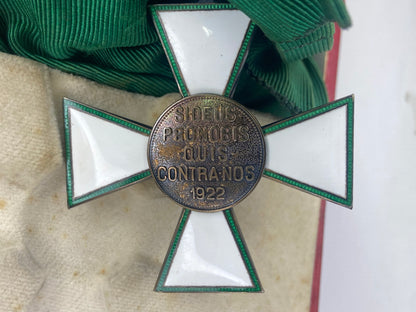 SI DEUS
PRO NOBIS
QUIS
CONTRA NOS
1922